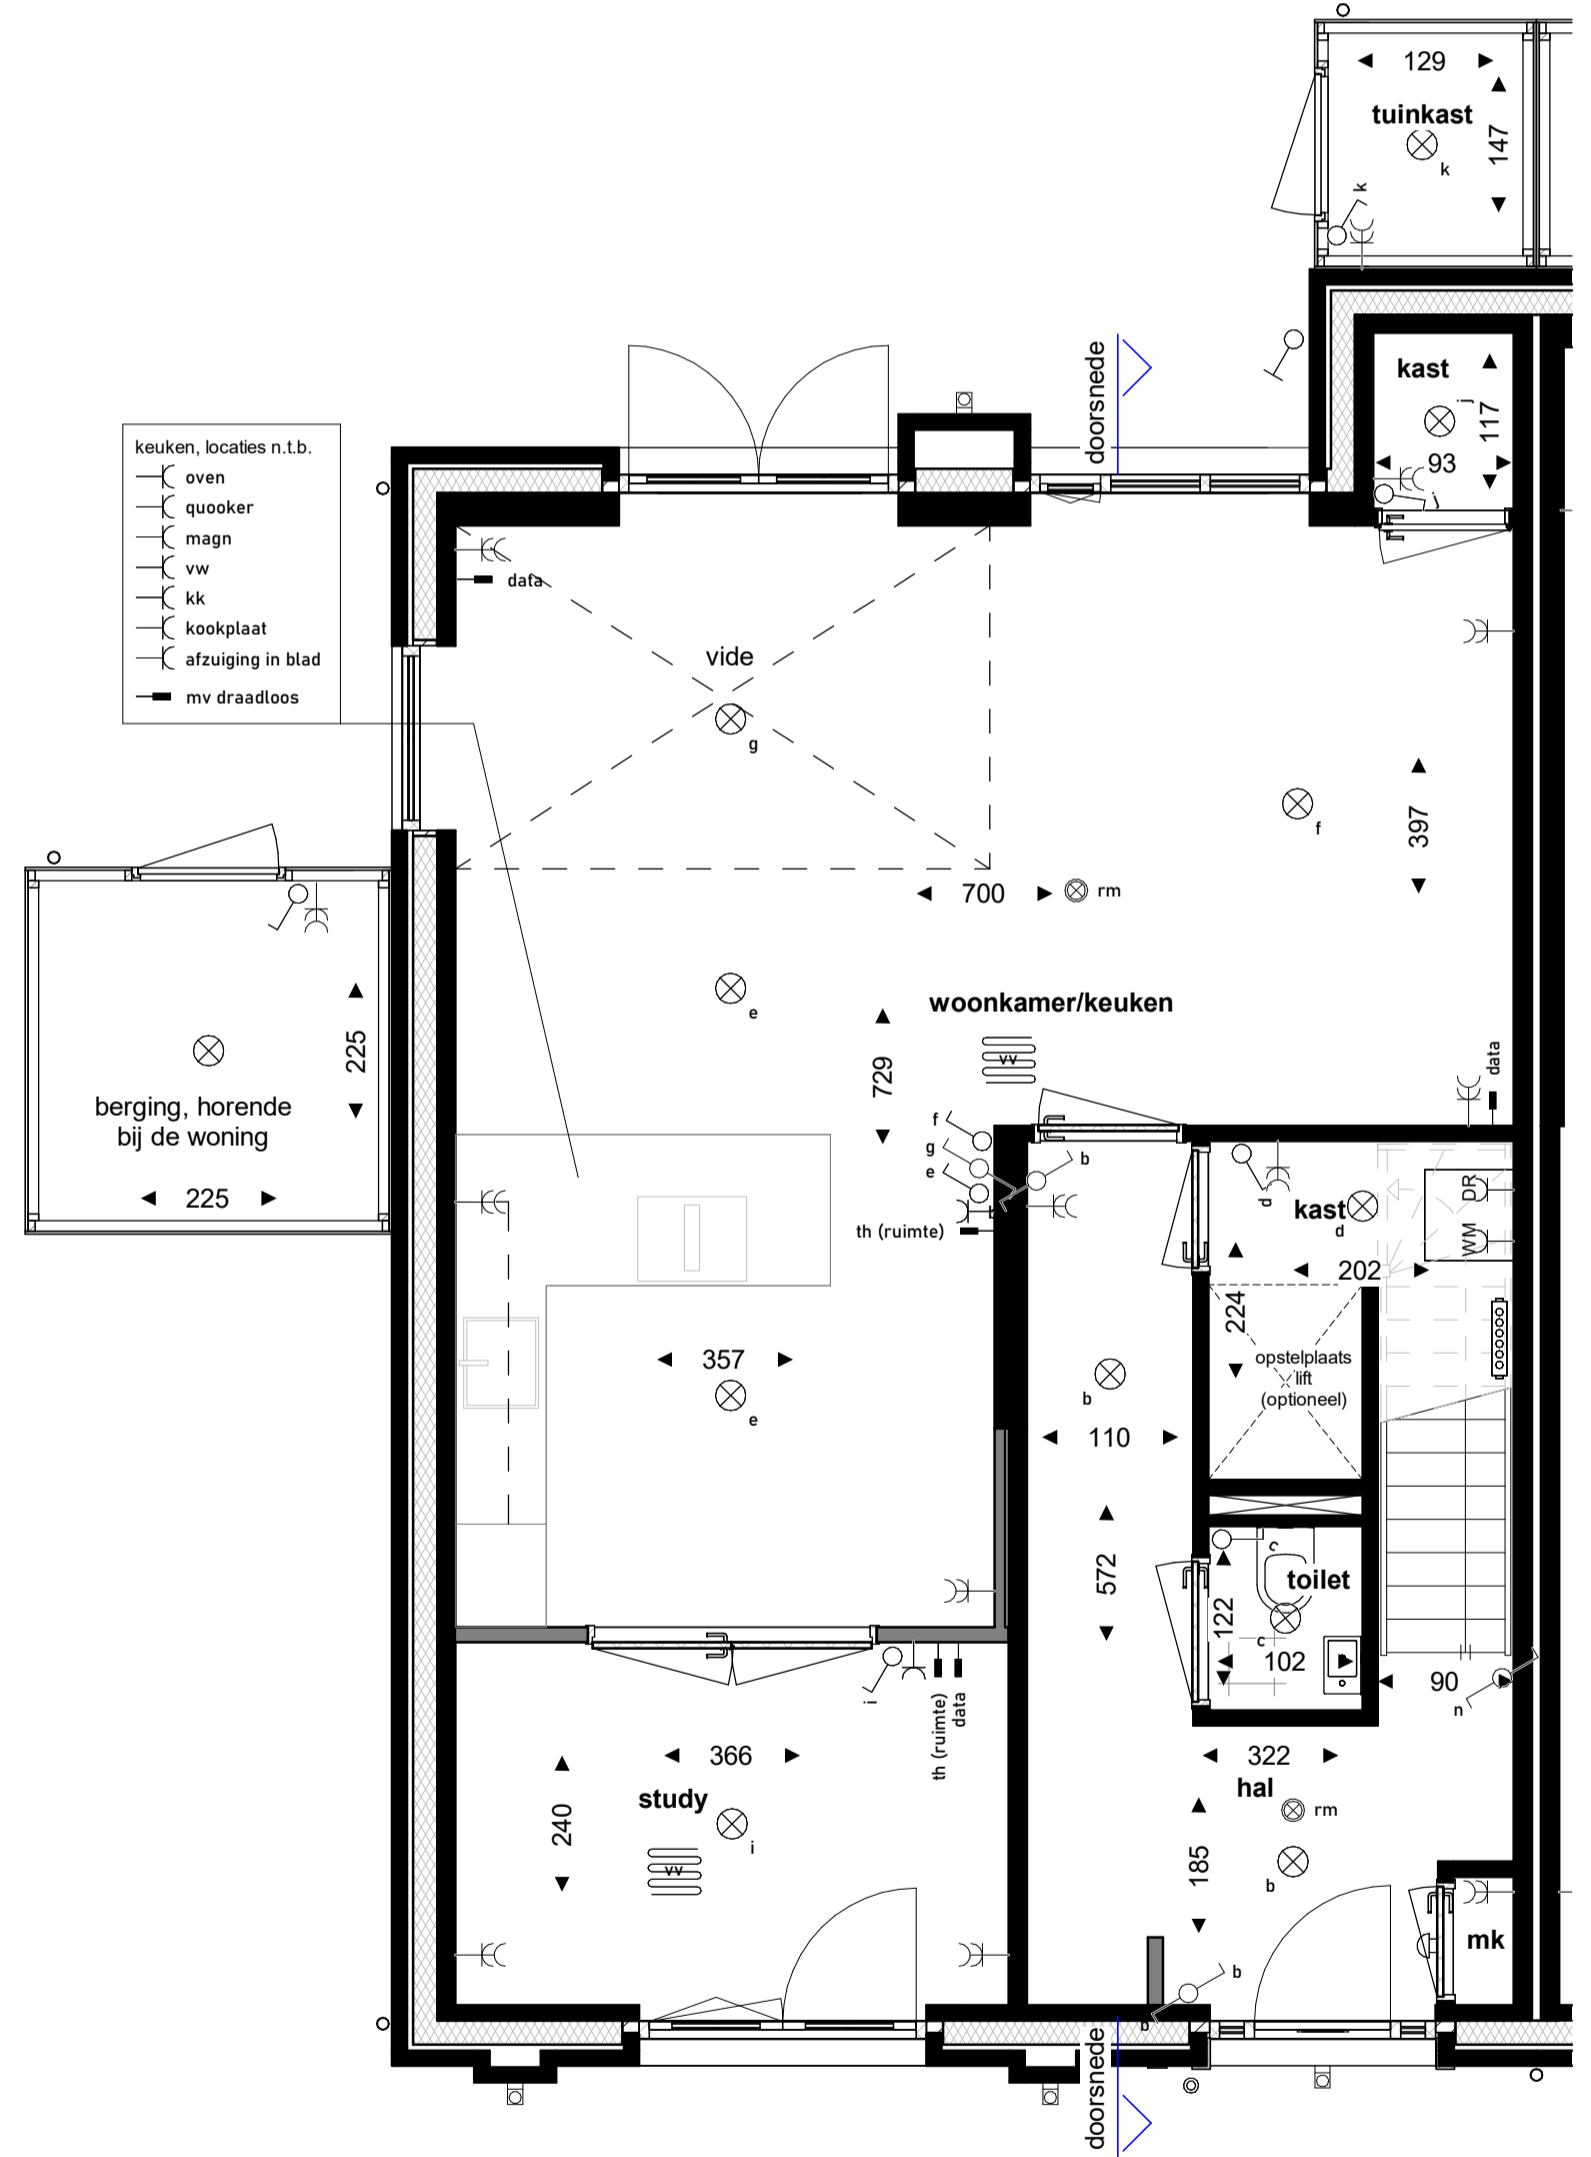 129
tuinkast
147
k
k
doorsnede
kast
j
117
93
j
keuken, locaties n.t.b.
oven
quooker
magn
vw
kk
kookplaat
afzuiging in blad
mv draadloos
data
vide
g
f
397
700
rm
e
woonkamer/keuken
vv
729
data
225
berging, horende
bij de woning
225
f
g
e
b
th (ruimte)
d
kast
d
DR
WM
202
224
opstelplaats
lift
(optioneel)
357
e
b
110
572
c
toilet
122
c
102
90
n
i
th (ruimte)
data
366
322
hal
study
240
i
vv
rm
185
b
mk
b
b
doorsnede